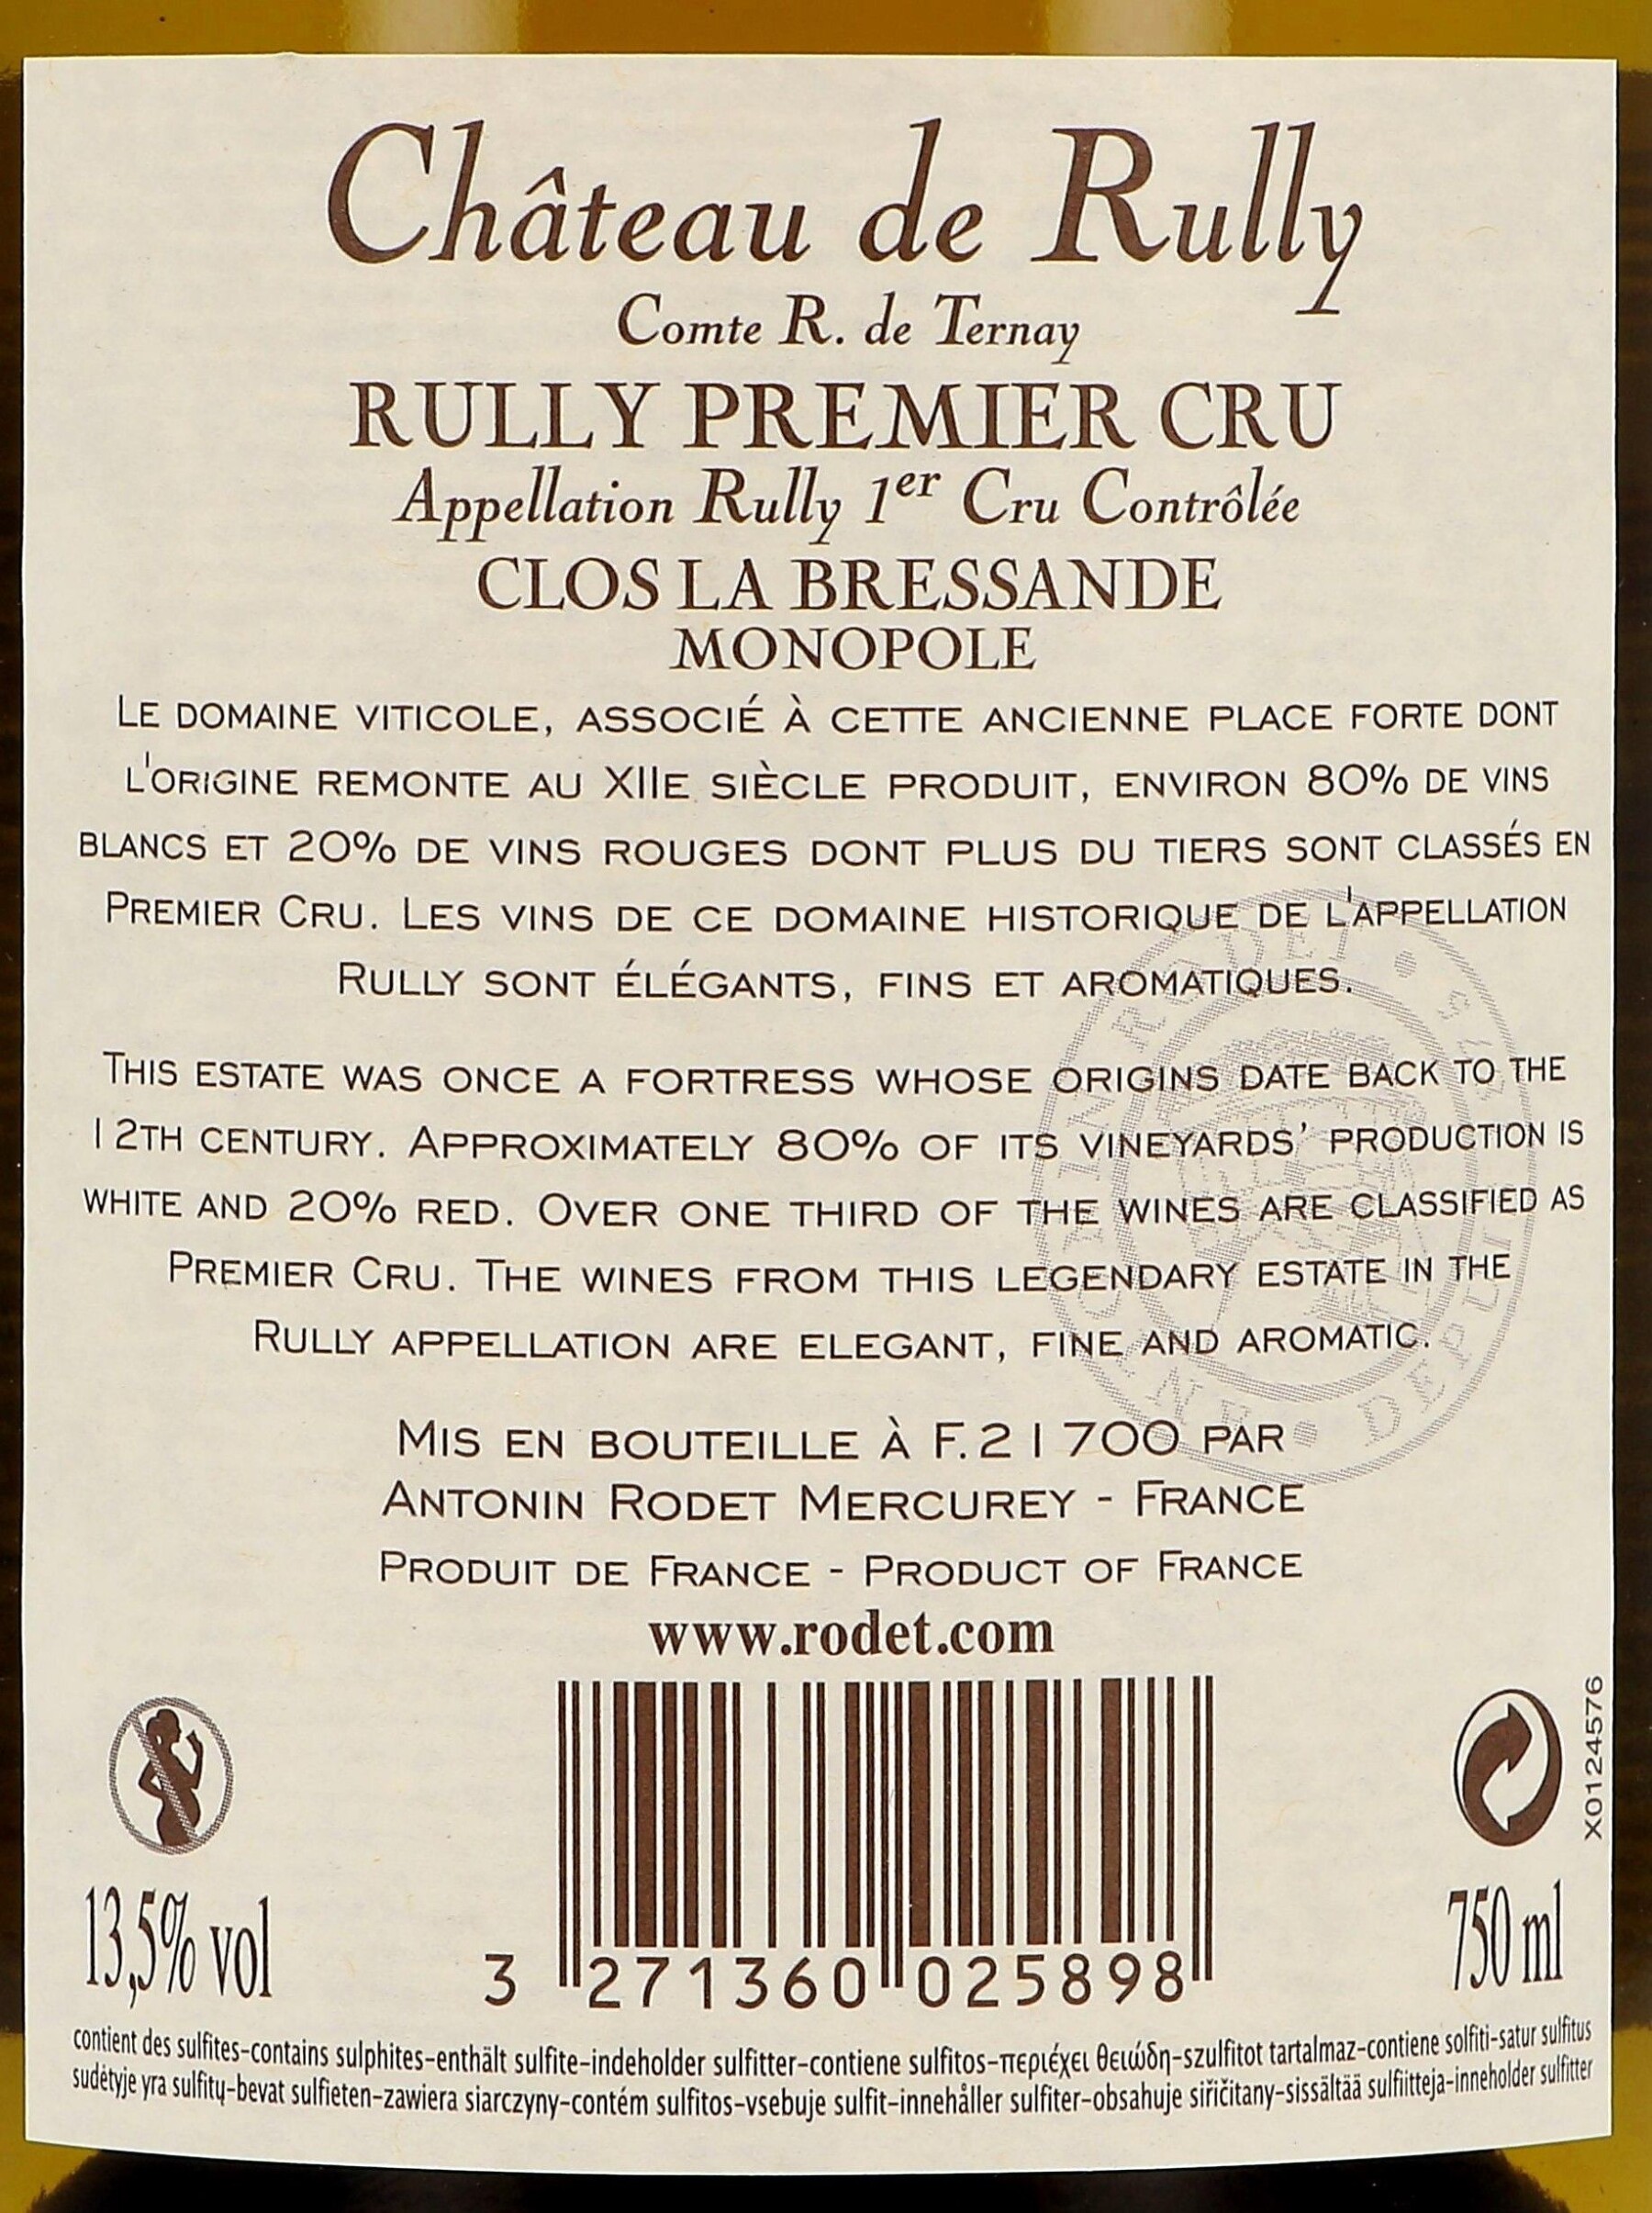 Château de Rully
Comte R. de Ternay
RULLY PREMIER CRU
Appellation Rully 1er Cru Contrôlée
CLOS LA BRESSANDE
MONOPOLE
LE DOMAINE VITICOLE, ASSOCIÉ À CETTE ANCIENNE PLACE FORTE DONT
L'ORIGINE REMONTE AU XIIE SIÈCLE PRODUIT, ENVIRON 80% DE VINS
BLANCS ET 20% DE VINS ROUGES DONT PLUS DU TIERS SONT CLASSÉS EN
PREMIER CRU. LES VINS DE CE DOMAINE HISTORIQUE DE L'APPELLATION
RULLY SONT ÉLÉGANTS, FINS ET AROMATIQUES.
THIS ESTATE WAS ONCE A FORTRESS WHOSE ORIGINS DATE BACK TO THE
12TH CENTURY. APPROXIMATELY 80% OF ITS VINEYARDS' PRODUCTION IS
WHITE AND 20% RED. OVER ONE THIRD OF THE WINES ARE CLASSIFIED AS
PREMIER CRU. THE WINES FROM THIS LEGENDARY ESTATE IN THE
RULLY APPELLATION ARE ELEGANT, FINE AND AROMATIC.
MIS EN BOUTEILLE À F.21700 PAR
ANTONIN RODET MERCUREY - FRANCE
PRODUIT DE FRANCE - PRODUCT OF FRANCE
www.rodet.com
X0124576
13,5% vol
3 271360 025898
750 ml
contient des sulfites-contains sulphites-enthält sulfite-indeholder sulfitter-contiene sulfitos-περιέχει θειώδη-szulfitot tartalmaz-contiene solfiti-satur sulfitus
sudėtyje yra sulfitų-bevat sulfieten-zawiera siarczyny-contém sulfitos-vsebuje sulfit-innehåller sulfiter-obsahuje siřičitany-sissältää sulfiitteja-inneholder sulfitter